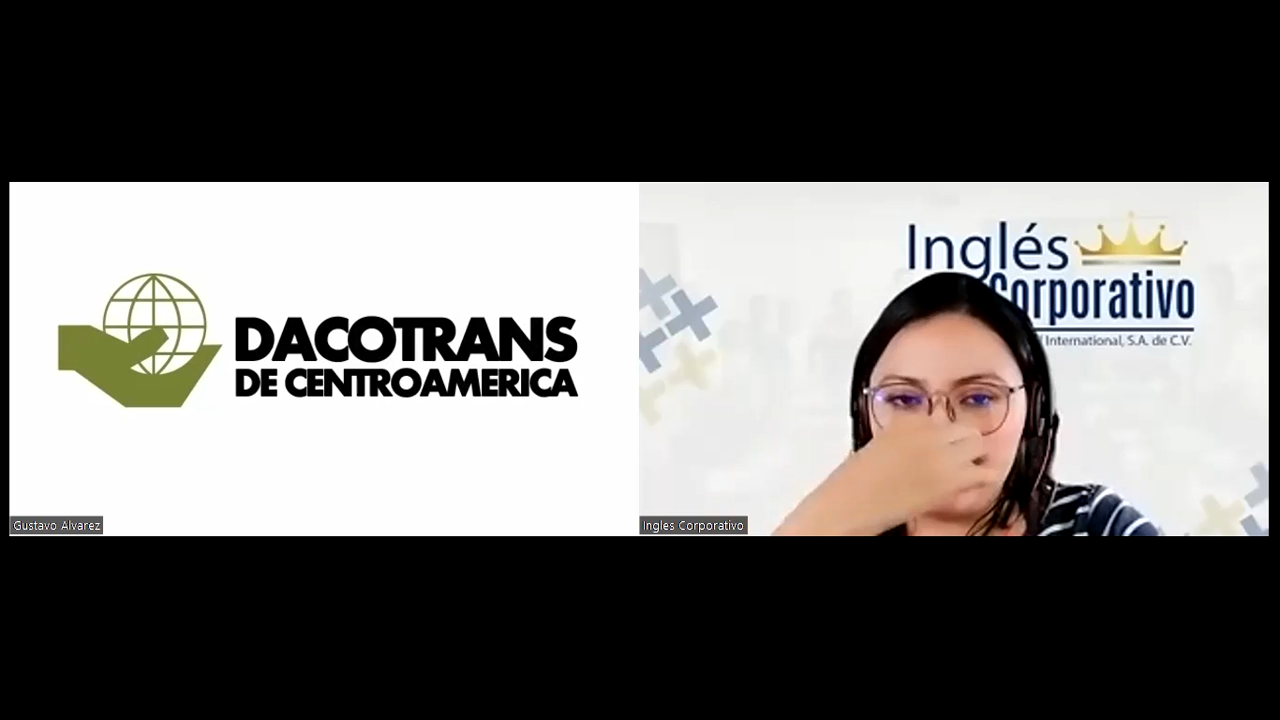 DACOTRANS
DE CENTROAMERICA
Gustavo Alvarez
Inglés
Corporativo
International, S.A. de C.V.
Ingles Corporativo